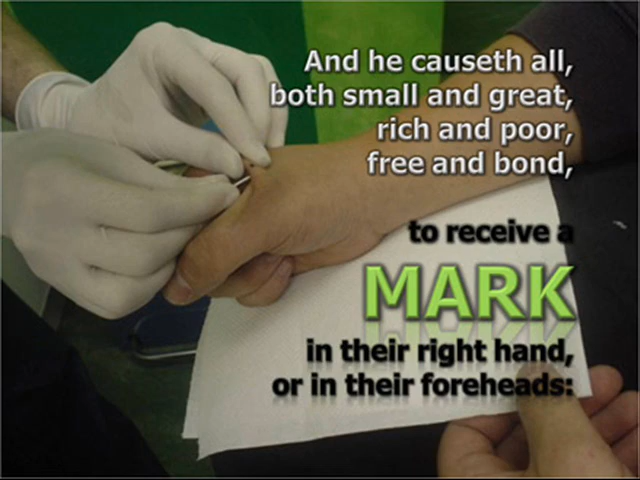 And he causeth all,
both small and great,
rich and poor,
free and bond,
to receive a
MARK
in their right hand,
or in their foreheads: